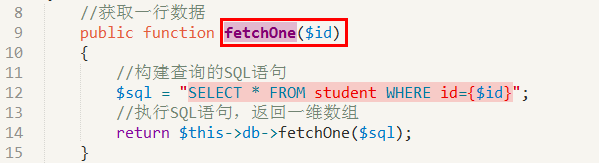 8 //获取一行数据
9 public function fetchOne($id)
10 {
11 //构建查询的SQL语句
12 $sql = "SELECT * FROM student WHERE id={$id}";
13 //执行SQL语句，返回一维数组
14 return $this->db->fetchOne($sql);
15 }